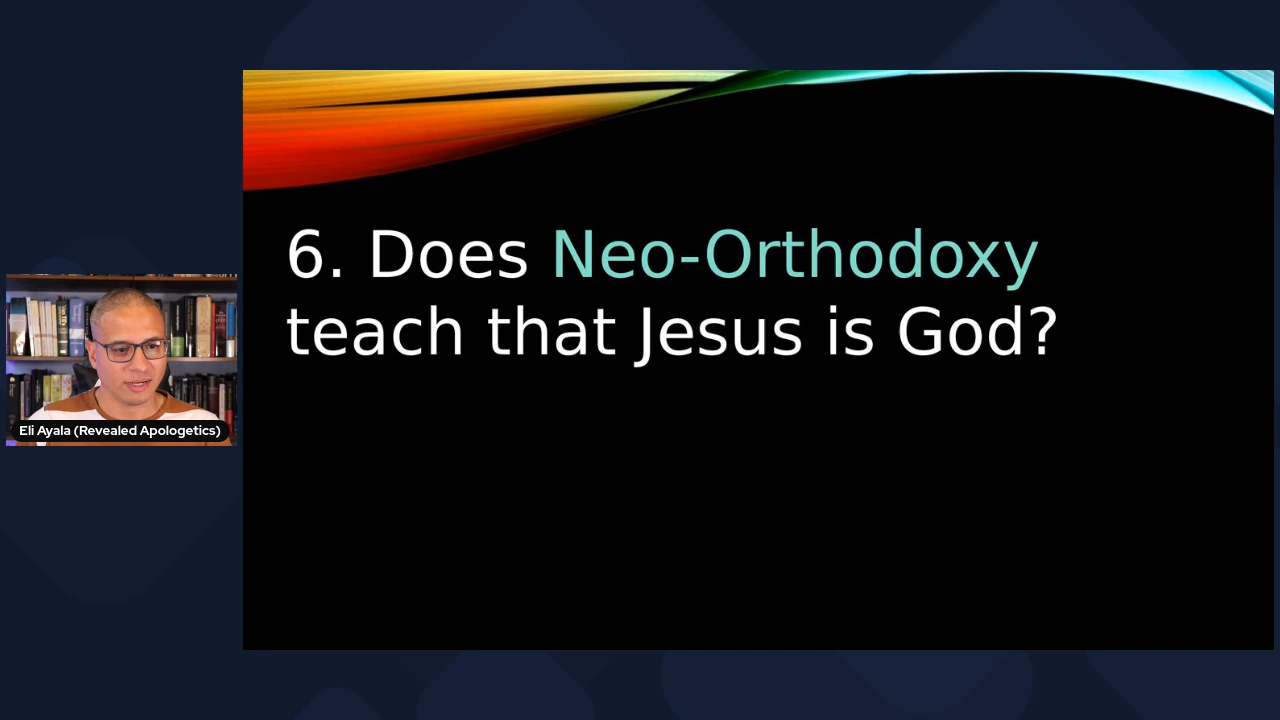 6. Does Neo-Orthodoxy
teach that Jesus is God?
Eli Ayala (Revealed Apologetics)